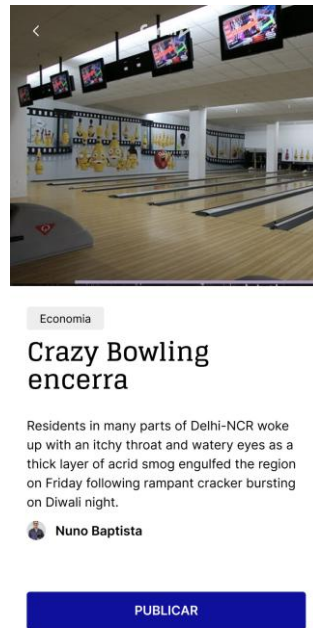 Economia
Crazy Bowling
encerra
Residents in many parts of Delhi-NCR woke
up with an itchy throat and watery eyes as a
thick layer of acrid smog engulfed the region
on Friday following rampant cracker bursting
on Diwali night.
Nuno Baptista
PUBLICAR